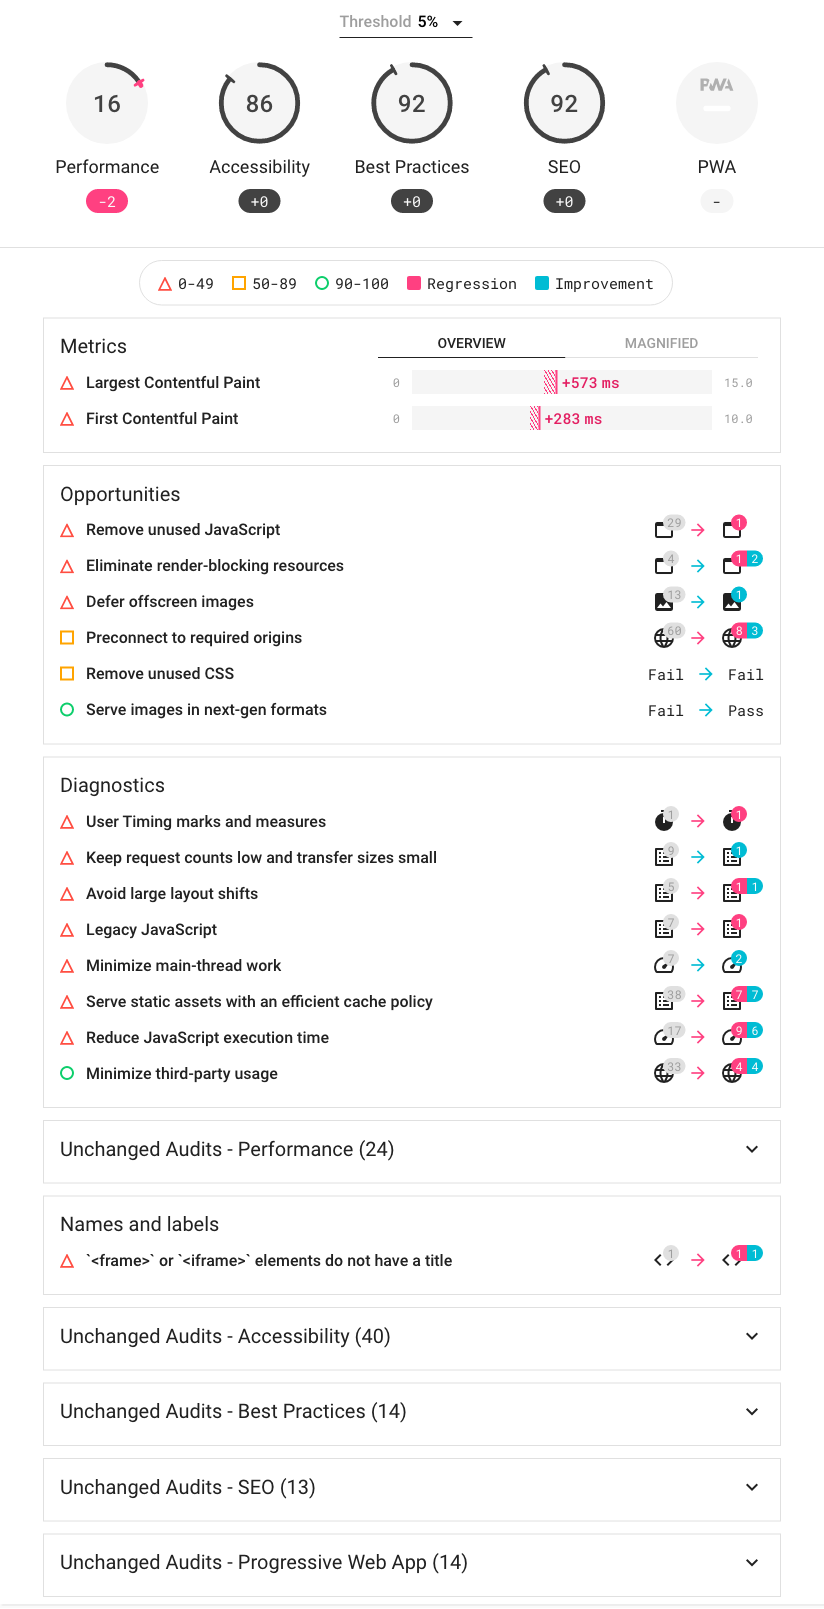 Threshold 5%
16 86 92 92 PWA
Performance Accessibility Best Practices SEO PWA
-2 +0 +0 +0 -
0-49 50-89 90-100 Regression Improvement
Metrics OVERVIEW MAGNIFIED
Largest Contentful Paint 0 +573 ms 15.0
First Contentful Paint 0 +283 ms 10.0
Opportunities
Remove unused JavaScript 29 1
Eliminate render-blocking resources 4 1 2
Defer offscreen images 13 1
Preconnect to required origins 60 8 3
Remove unused CSS Fail Fail
Serve images in next-gen formats Fail Pass
Diagnostics
User Timing marks and measures 1 1
Keep request counts low and transfer sizes small 9 1
Avoid large layout shifts 5 1 1
Legacy JavaScript 7 1
Minimize main-thread work 7 2
Serve static assets with an efficient cache policy 38 7 7
Reduce JavaScript execution time 17 9 6
Minimize third-party usage 33 4 4
Unchanged Audits - Performance (24)
Names and labels
`<frame>` or `<iframe>` elements do not have a title 1 1 1
Unchanged Audits - Accessibility (40)
Unchanged Audits - Best Practices (14)
Unchanged Audits - SEO (13)
Unchanged Audits - Progressive Web App (14)